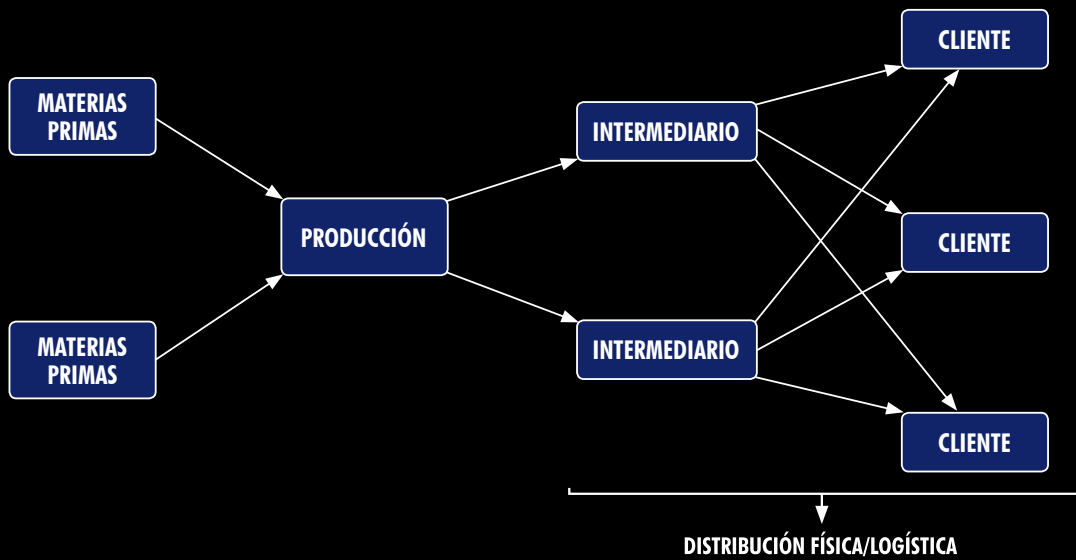 MATERIAS
PRIMAS
MATERIAS
PRIMAS
PRODUCCIÓN
INTERMEDIARIO
INTERMEDIARIO
CLIENTE
CLIENTE
CLIENTE
DISTRIBUCIÓN FÍSICA/LOGÍSTICA